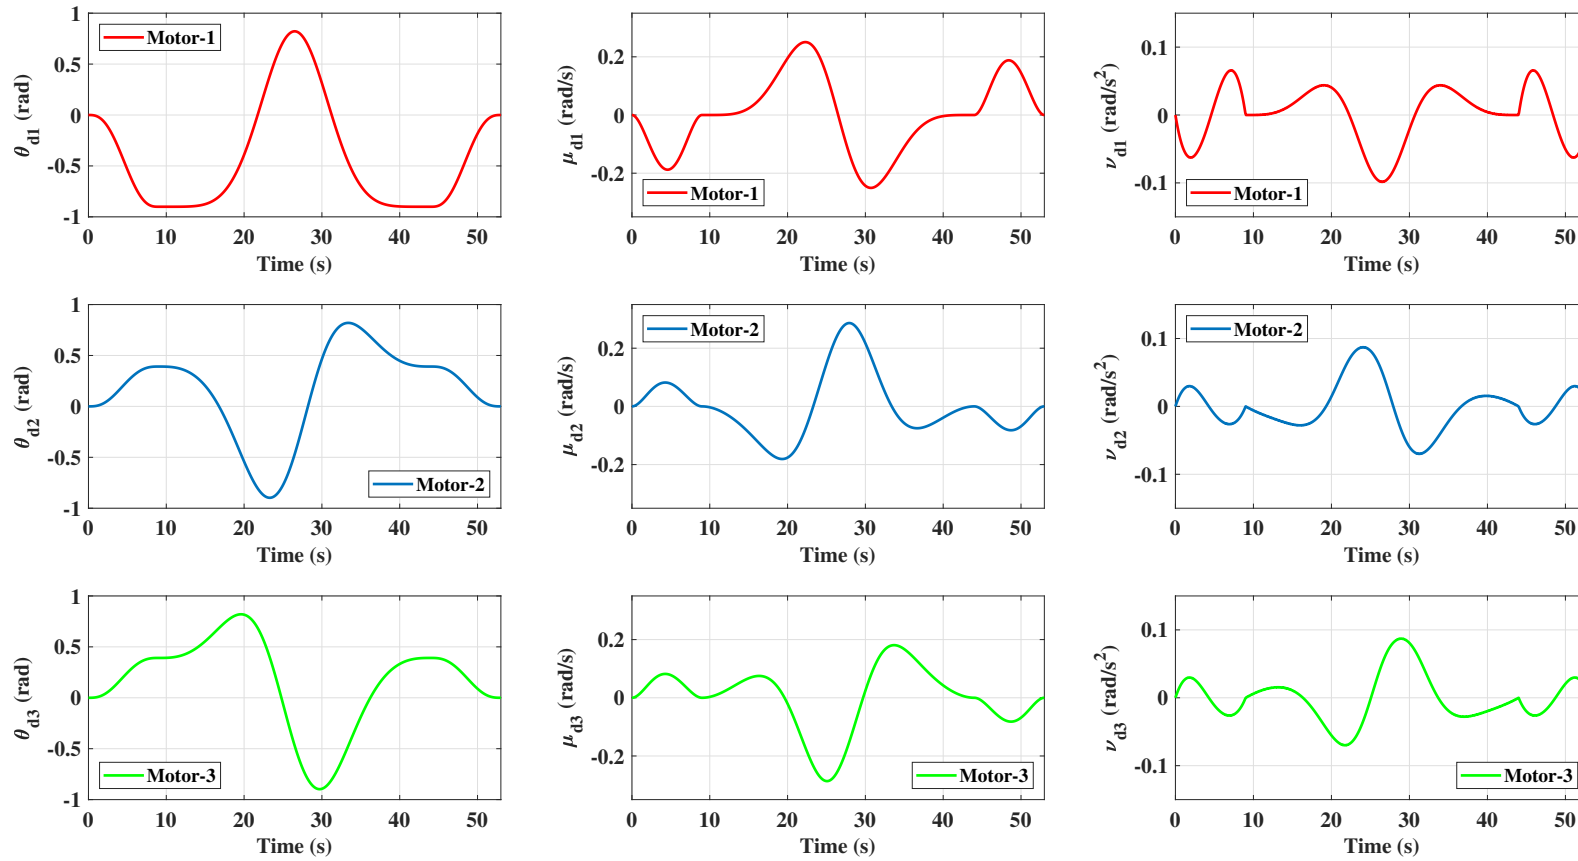 1
0.5
0
-0.5
-1
θd1 (rad)
Motor-1
0 10 20 30 40 50
Time (s)
0.2
0
-0.2
μd1 (rad/s)
Motor-1
0 10 20 30 40 50
Time (s)
0.1
0
-0.1
νd1 (rad/s²)
Motor-1
0 10 20 30 40 50
Time (s)
1
0.5
0
-0.5
-1
θd2 (rad)
Motor-2
0 10 20 30 40 50
Time (s)
0.2
0
-0.2
μd2 (rad/s)
Motor-2
0 10 20 30 40 50
Time (s)
0.1
0
-0.1
νd2 (rad/s²)
Motor-2
0 10 20 30 40 50
Time (s)
1
0.5
0
-0.5
-1
θd3 (rad)
Motor-3
0 10 20 30 40 50
Time (s)
0.2
0
-0.2
μd3 (rad/s)
Motor-3
0 10 20 30 40 50
Time (s)
0.1
0
-0.1
νd3 (rad/s²)
Motor-3
0 10 20 30 40 50
Time (s)